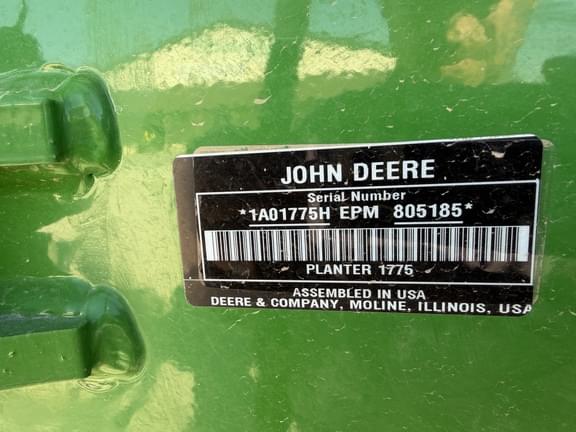 JOHN DEERE
Serial Number
*1A01775H EPM 805185*
PLANTER 1775
ASSEMBLED IN USA
DEERE & COMPANY, MOLINE, ILLINOIS, USA